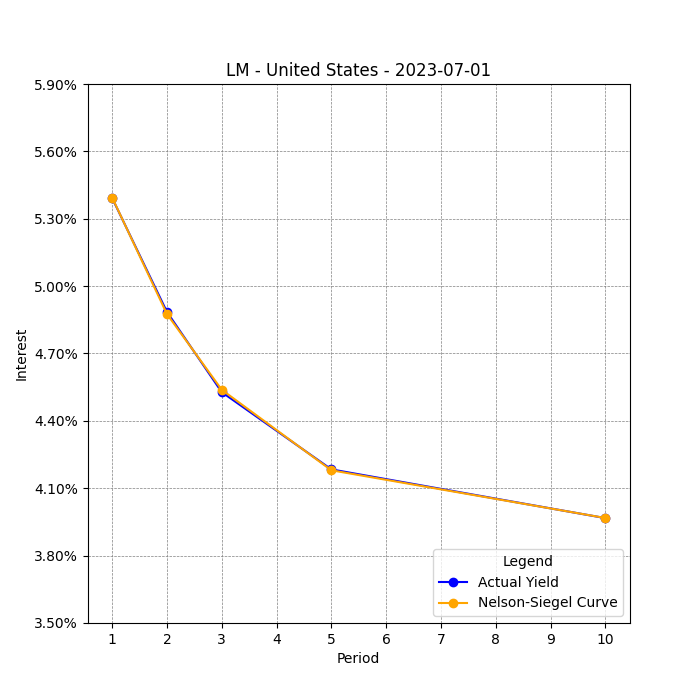 LM - United States - 2023-07-01
5.90%
5.60%
5.30%
5.00%
4.70%
4.40%
4.10%
3.80%
3.50%
Interest
1 2 3 4 5 6 7 8 9 10
Period
Legend
Actual Yield
Nelson-Siegel Curve